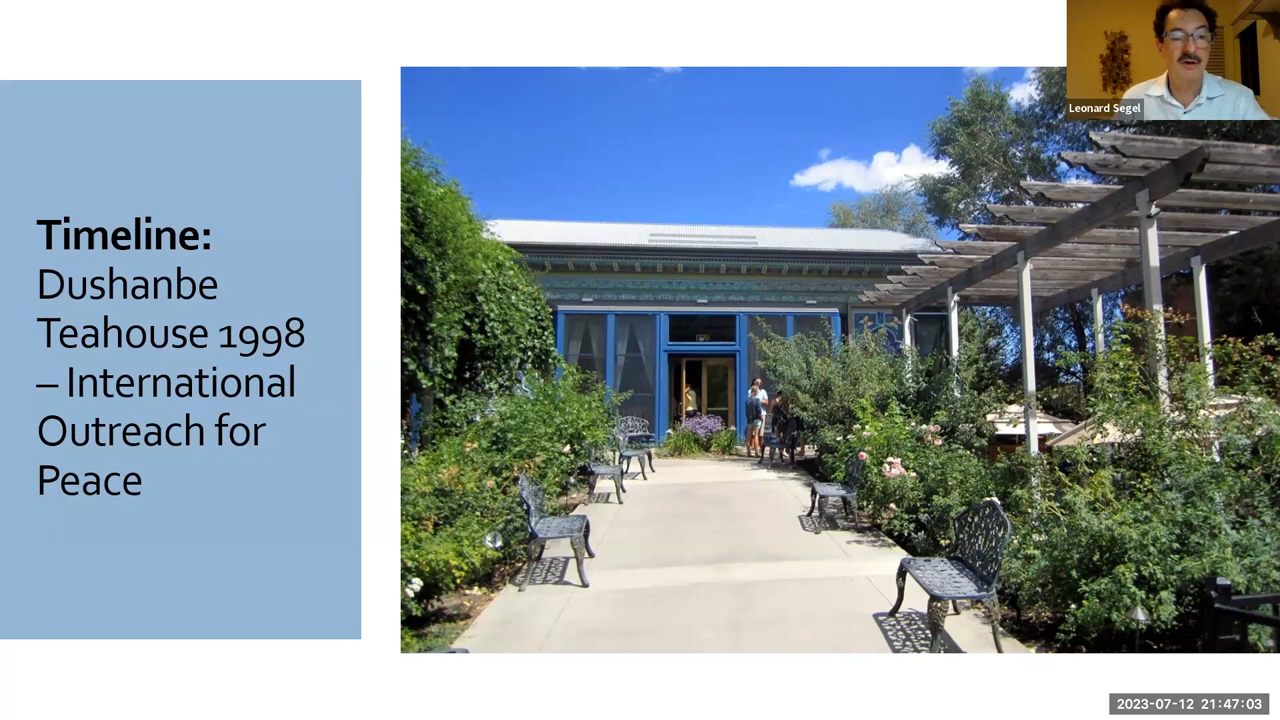 Timeline:
Dushanbe
Teahouse 1998
– International
Outreach for
Peace
Leonard Segel
2023-07-12 21:47:03